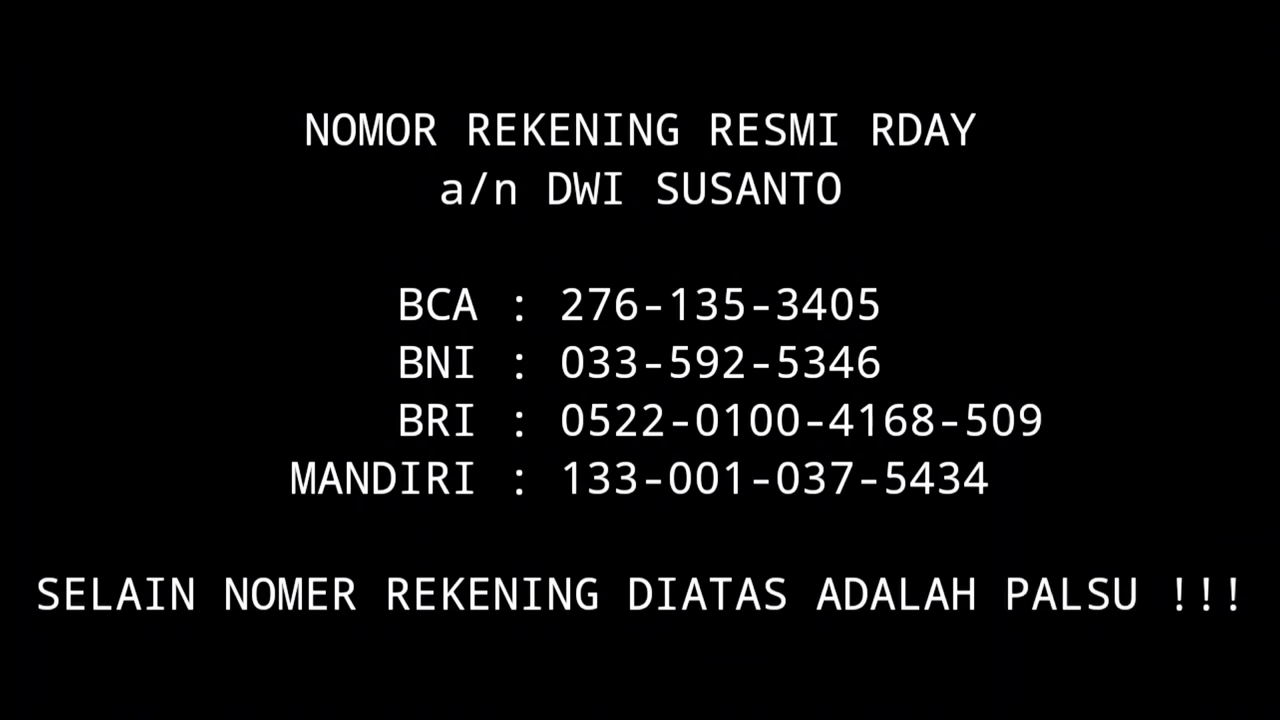 NOMOR REKENING RESMI RDAY
a/n DWI SUSANTO
BCA : 276-135-3405
BNI : 033-592-5346
BRI : 0522-0100-4168-509
MANDIRI : 133-001-037-5434
SELAIN NOMER REKENING DIATAS ADALAH PALSU !!!